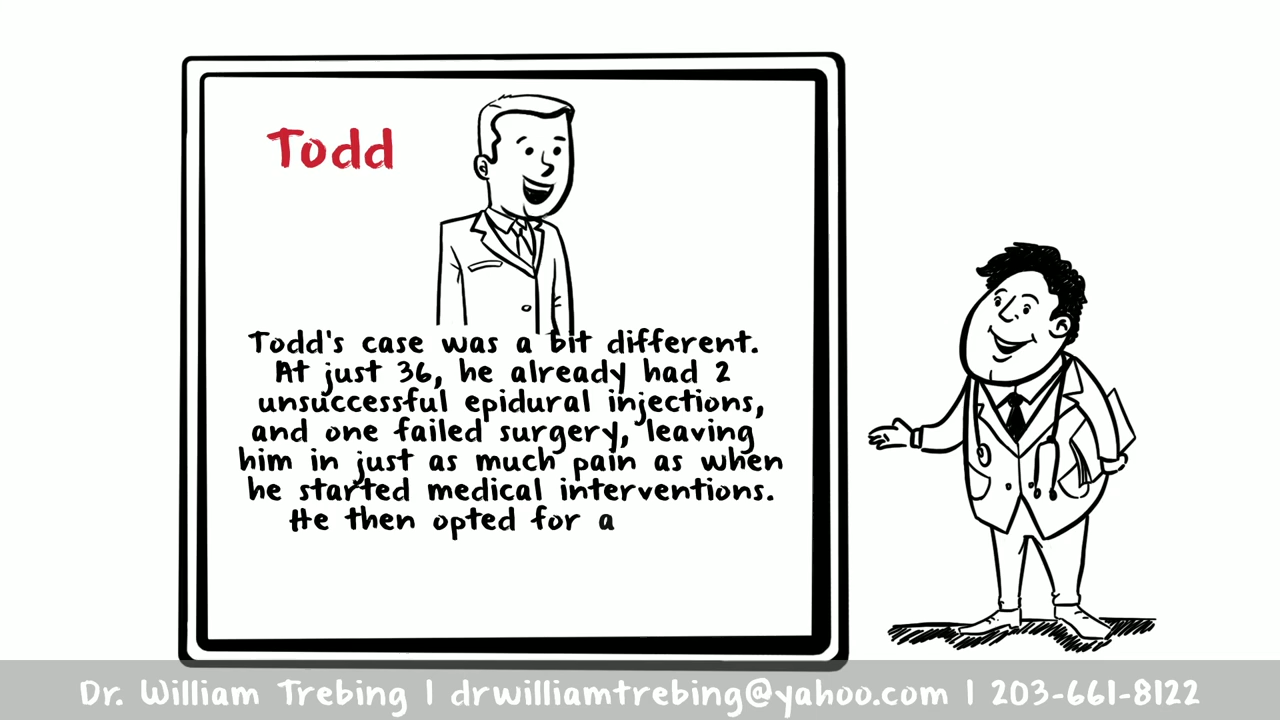 Todd
Todd's case was a bit different.
At just 36, he already had 2
unsuccessful epidural injections,
and one failed surgery, leaving
him in just as much pain as when
he started medical interventions.
He then opted for a
Dr. William Trebing | drwilliamtrebing@yahoo.com | 203-661-8122